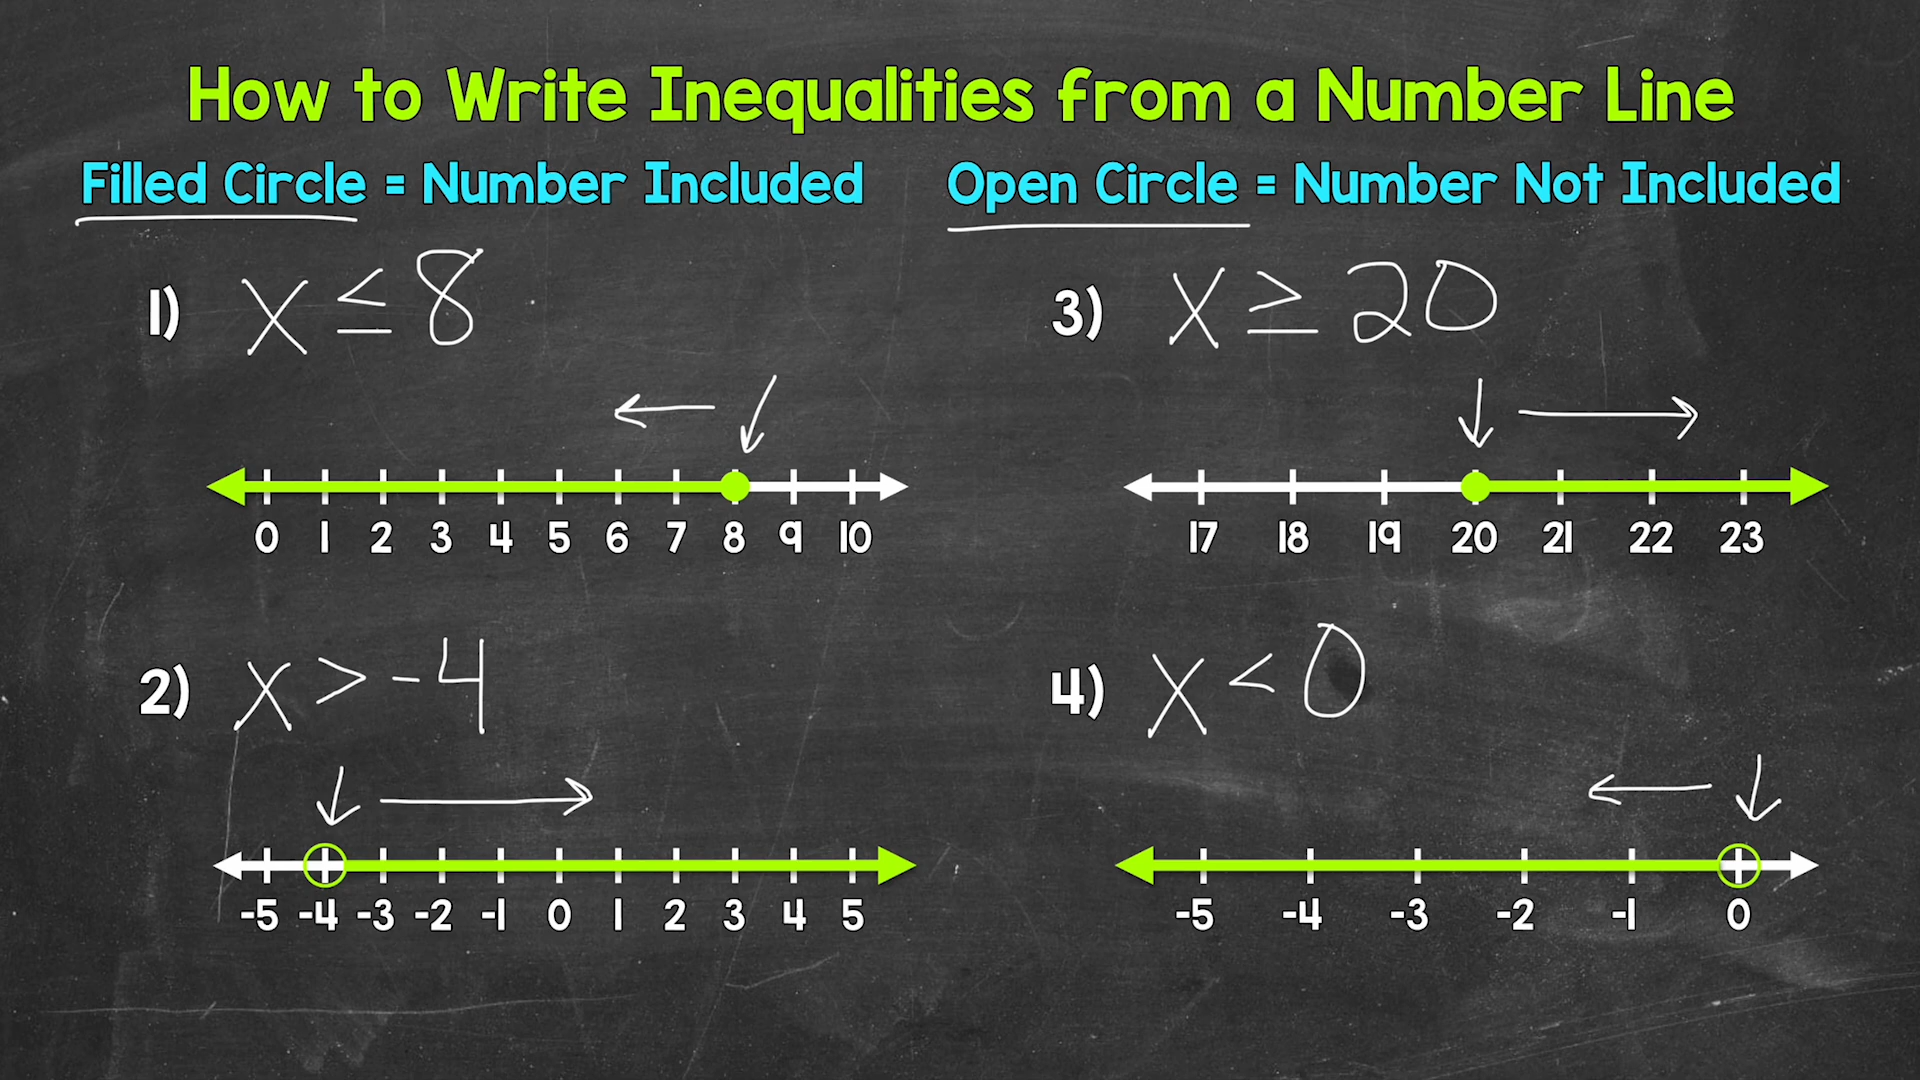 How to Write Inequalities from a Number Line
Filled Circle = Number Included
Open Circle = Number Not Included
1) x ≤ 8
0 1 2 3 4 5 6 7 8 9 10
2) x > -4
-5 -4 -3 -2 -1 0 1 2 3 4 5
3) x ≥ 20
17 18 19 20 21 22 23
4) x < 0
-5 -4 -3 -2 -1 0